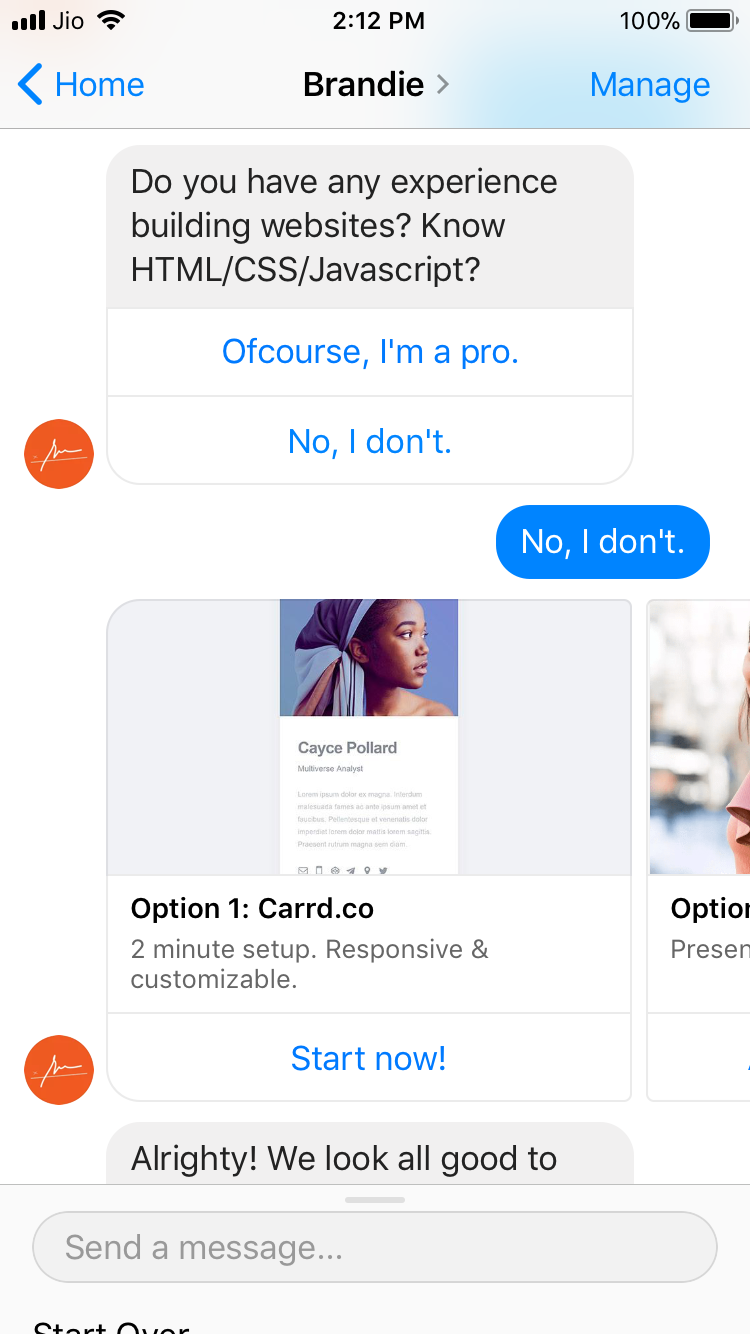 Jio
2:12 PM
100%
Home
Brandie
Manage
Do you have any experience
building websites? Know
HTML/CSS/Javascript?
Ofcourse, I'm a pro.
No, I don't.
No, I don't.
Cayce Pollard
Multiverse Analyst
Lorem ipsum dolor ex magna. Interdum
malesuada fames ac ante ipsum amet et
faucibus. Pellentesque et venenatis dolor
imperdiet lorem dolor mattis lorem sagittis.
Praesent rutrum magna sem diam
Option 1: Carrd.co
2 minute setup. Responsive &
customizable.
Start now!
Alrighty! We look all good to
Send a message...
Start Over